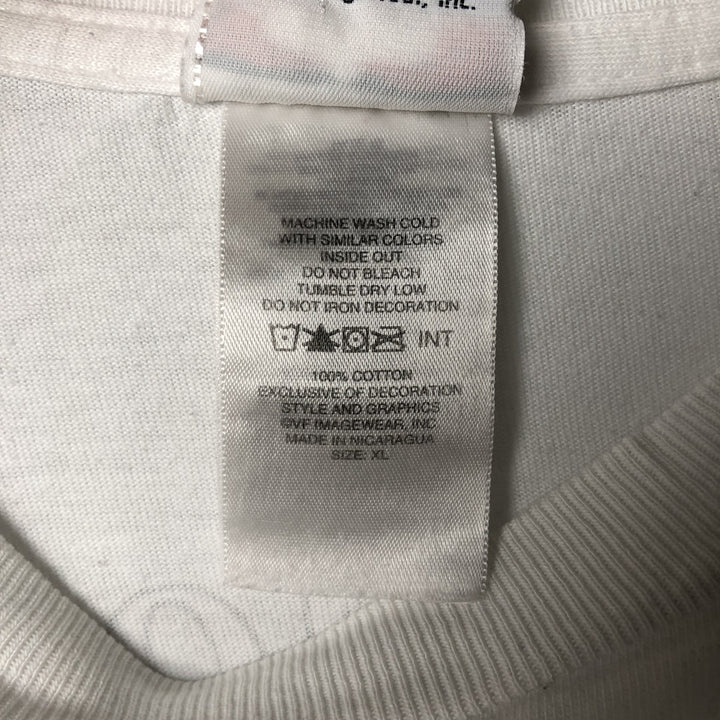 Inc.
MACHINE WASH COLD
WITH SIMILAR COLORS
INSIDE OUT
DO NOT BLEACH
TUMBLE DRY LOW
DO NOT IRON DECORATION
INT
100% COTTON
EXCLUSIVE OF DECORATION
STYLE AND GRAPHICS
©VF IMAGEWEAR, INC
MADE IN NICARAGUA
SIZE: XL